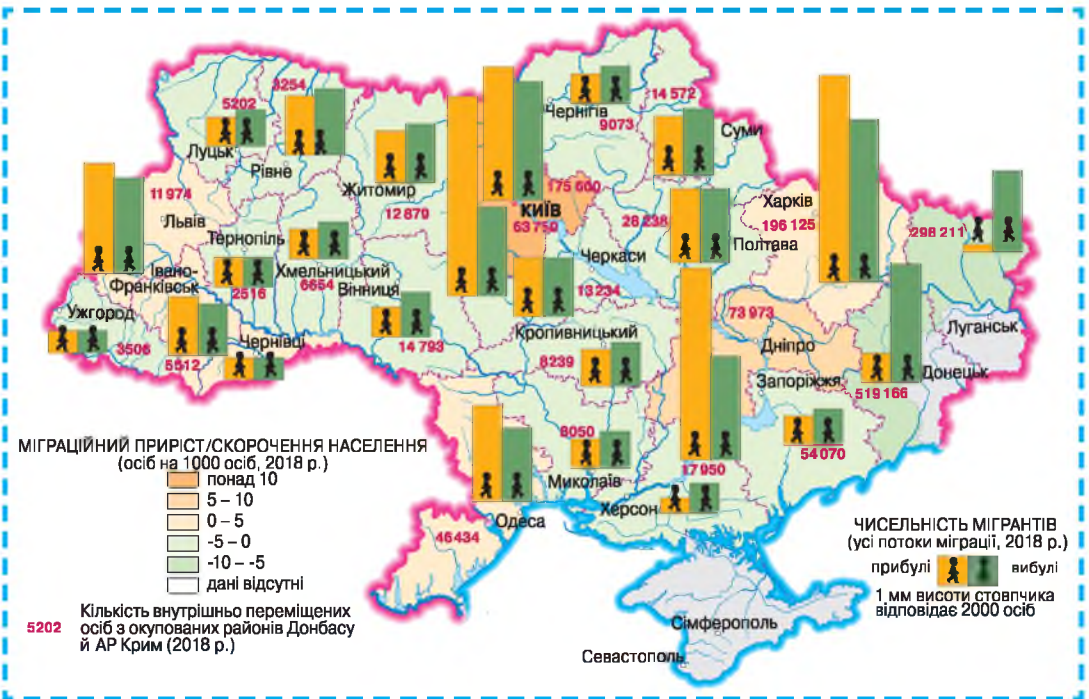 3254
5202
Луцьк
Рівне
Житомир
12 879
Чернігів
9073
14 572
Суми
175 600
КИЇВ
63 750
28 238
Харків
196 125
298 211
Полтава
11 974
Львів
Тернопіль
2516
Хмельницький
6654
Вінниця
14 793
Черкаси
13 234
Івано-
Франківськ
Ужгород
3506
5512
Чернівці
Кропивницький
8239
73 973
Дніпро
Запоріжжя
Луганськ
Донецьк
519 166
54 070
8050
Миколаїв
17 950
Херсон
Одеса
46 434
Сімферополь
Севастополь
МІГРАЦІЙНИЙ ПРИРІСТ/СКОРОЧЕННЯ НАСЕЛЕННЯ
(осіб на 1000 осіб, 2018 р.)
понад 10
5 – 10
0 – 5
-5 – 0
-10 – -5
дані відсутні
5202 Кількість внутрішньо переміщених
осіб з окупованих районів Донбасу
й АР Крим (2018 р.)
ЧИСЕЛЬНІСТЬ МІГРАНТІВ
(усі потоки міграції, 2018 р.)
прибулі вибулі
1 мм висоти стовпчика
відповідає 2000 осіб